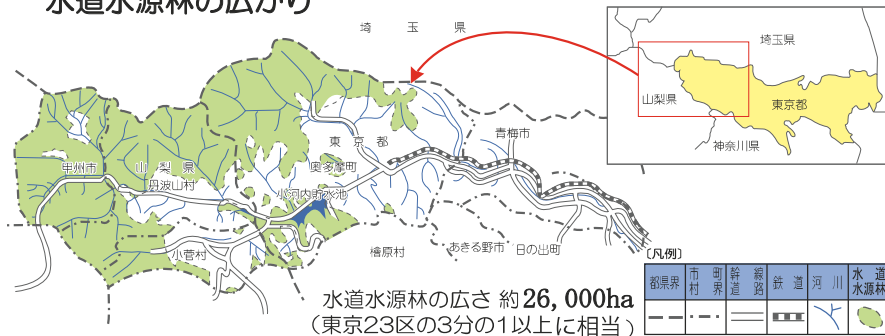 水道水源林の広がり
埼玉県
埼玉県
山梨県
東京都
神奈川県
東京都
青梅市
奥多摩町
甲州市
山梨県
丹波山村
小河内貯水池
小菅村
檜原村
あきる野市
日の出町
〔凡例〕
都県界
市町村界
幹線道路
鉄道
河川
水道水源林
水道水源林の広さ 約26,000ha
(東京23区の3分の1以上に相当)